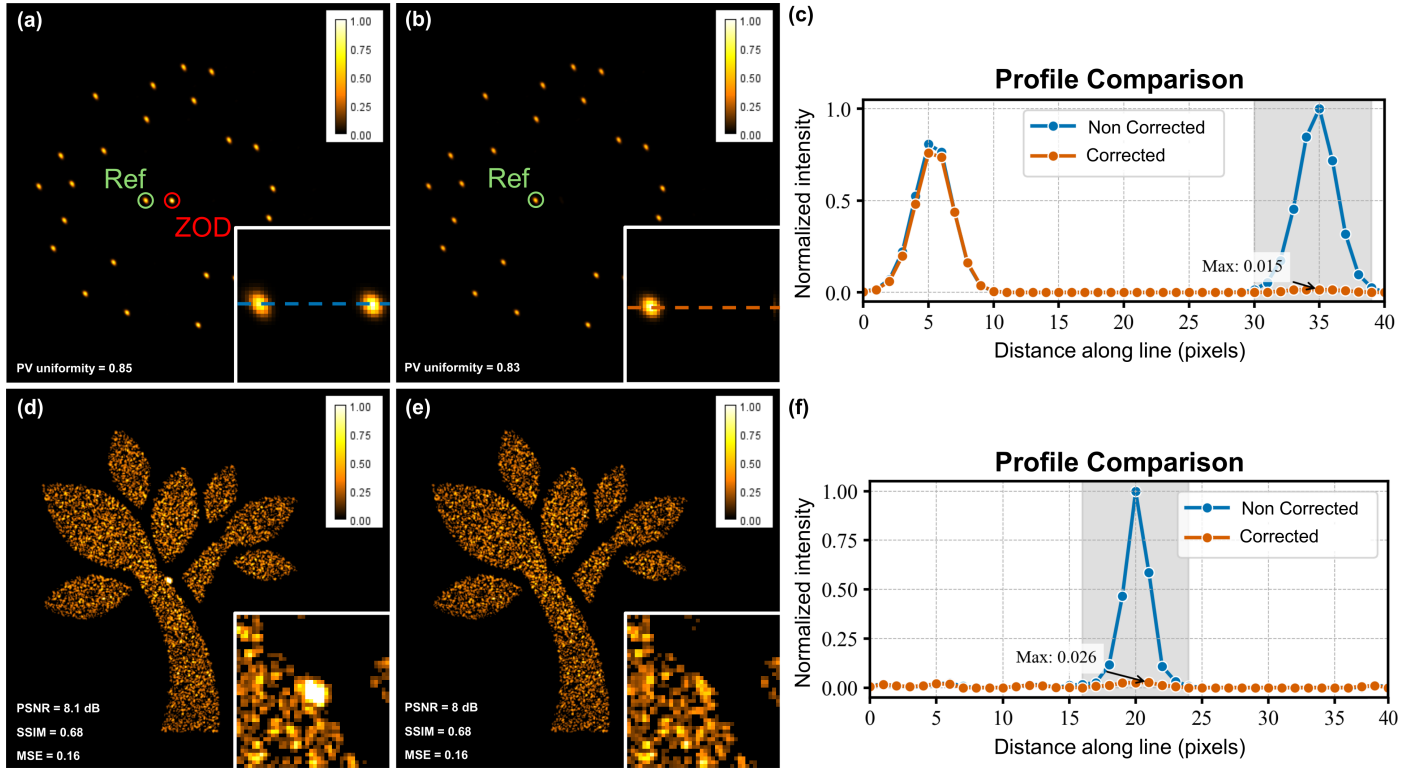 (a)
1.00
0.75
0.50
0.25
0.00
Ref
ZOD
PV uniformity = 0.85
(b)
1.00
0.75
0.50
0.25
0.00
Ref
PV uniformity = 0.83
(c)
Profile Comparison
Normalized intensity
1.0
0.5
0.0
Non Corrected
Corrected
Max: 0.015
0 5 10 15 20 25 30 35 40
Distance along line (pixels)
(d)
1.00
0.75
0.50
0.25
0.00
PSNR = 8.1 dB
SSIM = 0.68
MSE = 0.16
(e)
1.00
0.75
0.50
0.25
0.00
PSNR = 8 dB
SSIM = 0.68
MSE = 0.16
(f)
Profile Comparison
Normalized intensity
1.00
0.75
0.50
0.25
0.00
Non Corrected
Corrected
Max: 0.026
0 5 10 15 20 25 30 35 40
Distance along line (pixels)